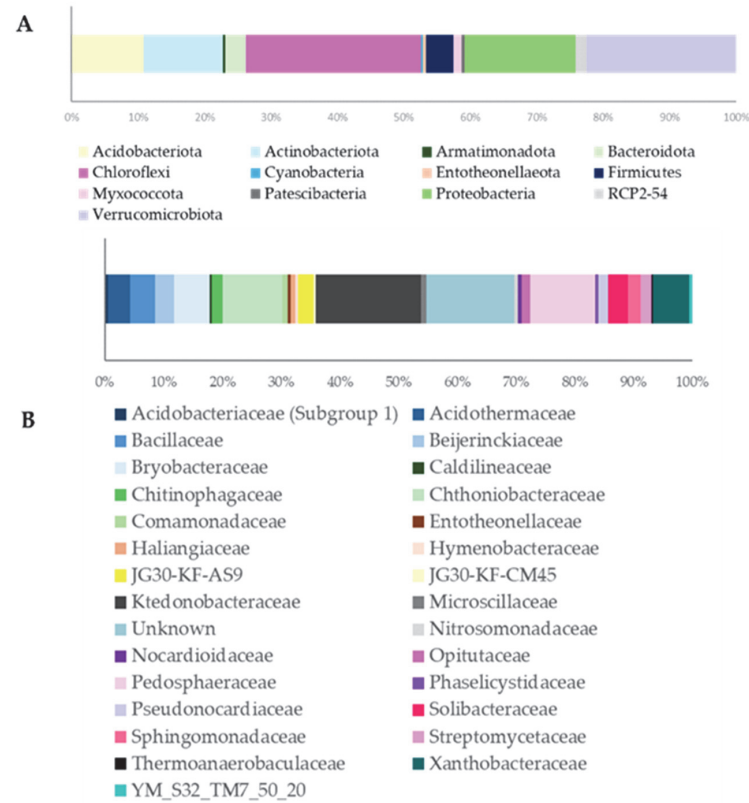 A
0% 10% 20% 30% 40% 50% 60% 70% 80% 90% 100%
Acidobacteriota Actinobacteriota Armatimonadota Bacteroidota
Chloroflexi Cyanobacteria Entotheonellaeota Firmicutes
Myxococcota Patescibacteria Proteobacteria RCP2-54
Verrucomicrobiota
0% 10% 20% 30% 40% 50% 60% 70% 80% 90% 100%
B
Acidobacteriaceae (Subgroup 1) Acidothermaceae
Bacillaceae Beijerinckiaceae
Bryobacteraceae Caldilineaceae
Chitinophagaceae Chthoniobacteraceae
Comamonadaceae Entotheonellaceae
Haliangiaceae Hymenobacteraceae
JG30-KF-AS9 JG30-KF-CM45
Ktedonobacteraceae Microscillaceae
Unknown Nitrosomonadaceae
Nocardioidaceae Opitutaceae
Pedosphaeraceae Phaselicystidaceae
Pseudonocardiaceae Solibacteraceae
Sphingomonadaceae Streptomycetaceae
Thermoanaerobaculaceae Xanthobacteraceae
YM_S32_TM7_50_20